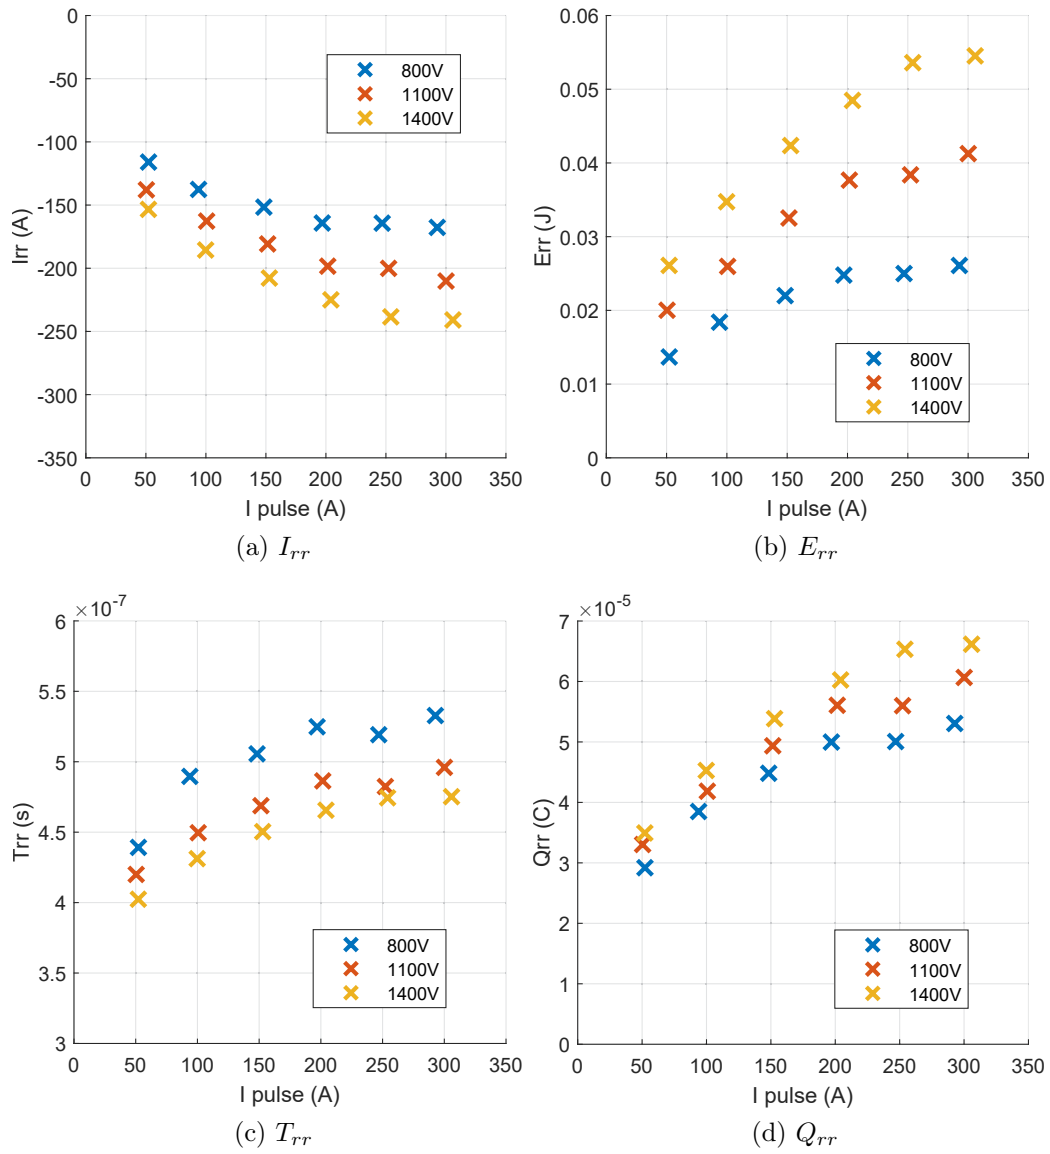 0
-50
-100
-150
-200
-250
-300
-350
Irr (A)
800V
1100V
1400V
0 50 100 150 200 250 300 350
I pulse (A)
(a) Irr
0.06
0.05
0.04
0.03
0.02
0.01
0
Err (J)
800V
1100V
1400V
0 50 100 150 200 250 300 350
I pulse (A)
(b) Err
×10-7
6
5.5
5
4.5
4
3.5
3
Trr (s)
800V
1100V
1400V
0 50 100 150 200 250 300 350
I pulse (A)
(c) Trr
×10-5
7
6
5
4
3
2
1
0
Qrr (C)
800V
1100V
1400V
0 50 100 150 200 250 300 350
I pulse (A)
(d) Qrr